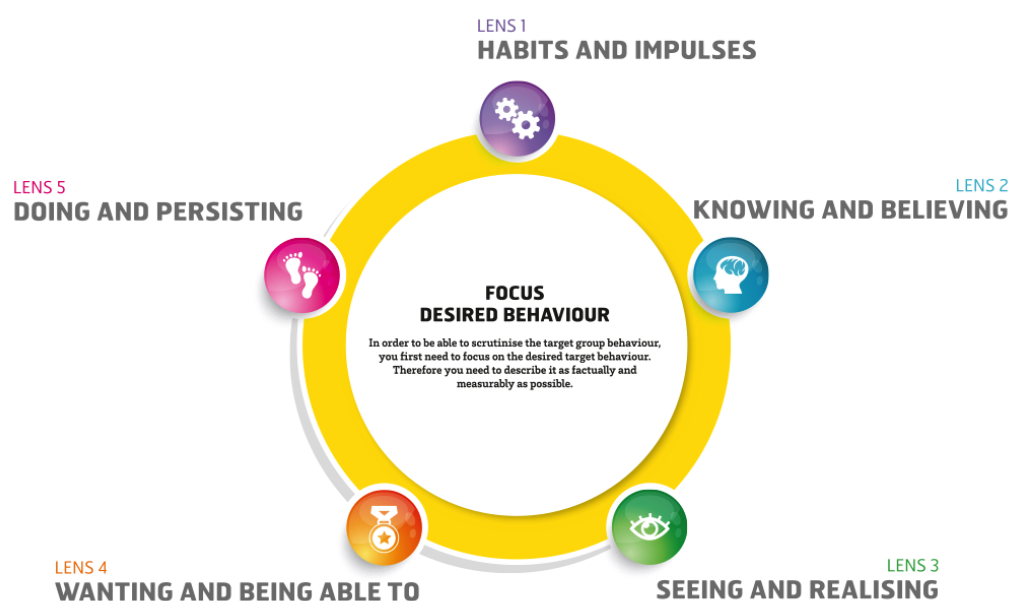 LENS 1
HABITS AND IMPULSES
LENS 5
DOING AND PERSISTING
LENS 2
KNOWING AND BELIEVING
FOCUS
DESIRED BEHAVIOUR
In order to be able to scrutinise the target group behaviour,
you first need to focus on the desired target behaviour.
Therefore you need to describe it as factually and
measurably as possible.
LENS 4
WANTING AND BEING ABLE TO
LENS 3
SEEING AND REALISING